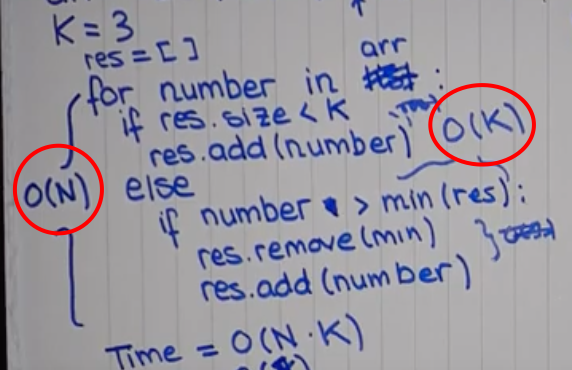 K = 3
res = [ ]
for number in arr :
if res.size < K
res.add(number)
O(K)
O(N)
else
if number > min(res):
res.remove(min)
res.add(number)
Time = O(N·K)